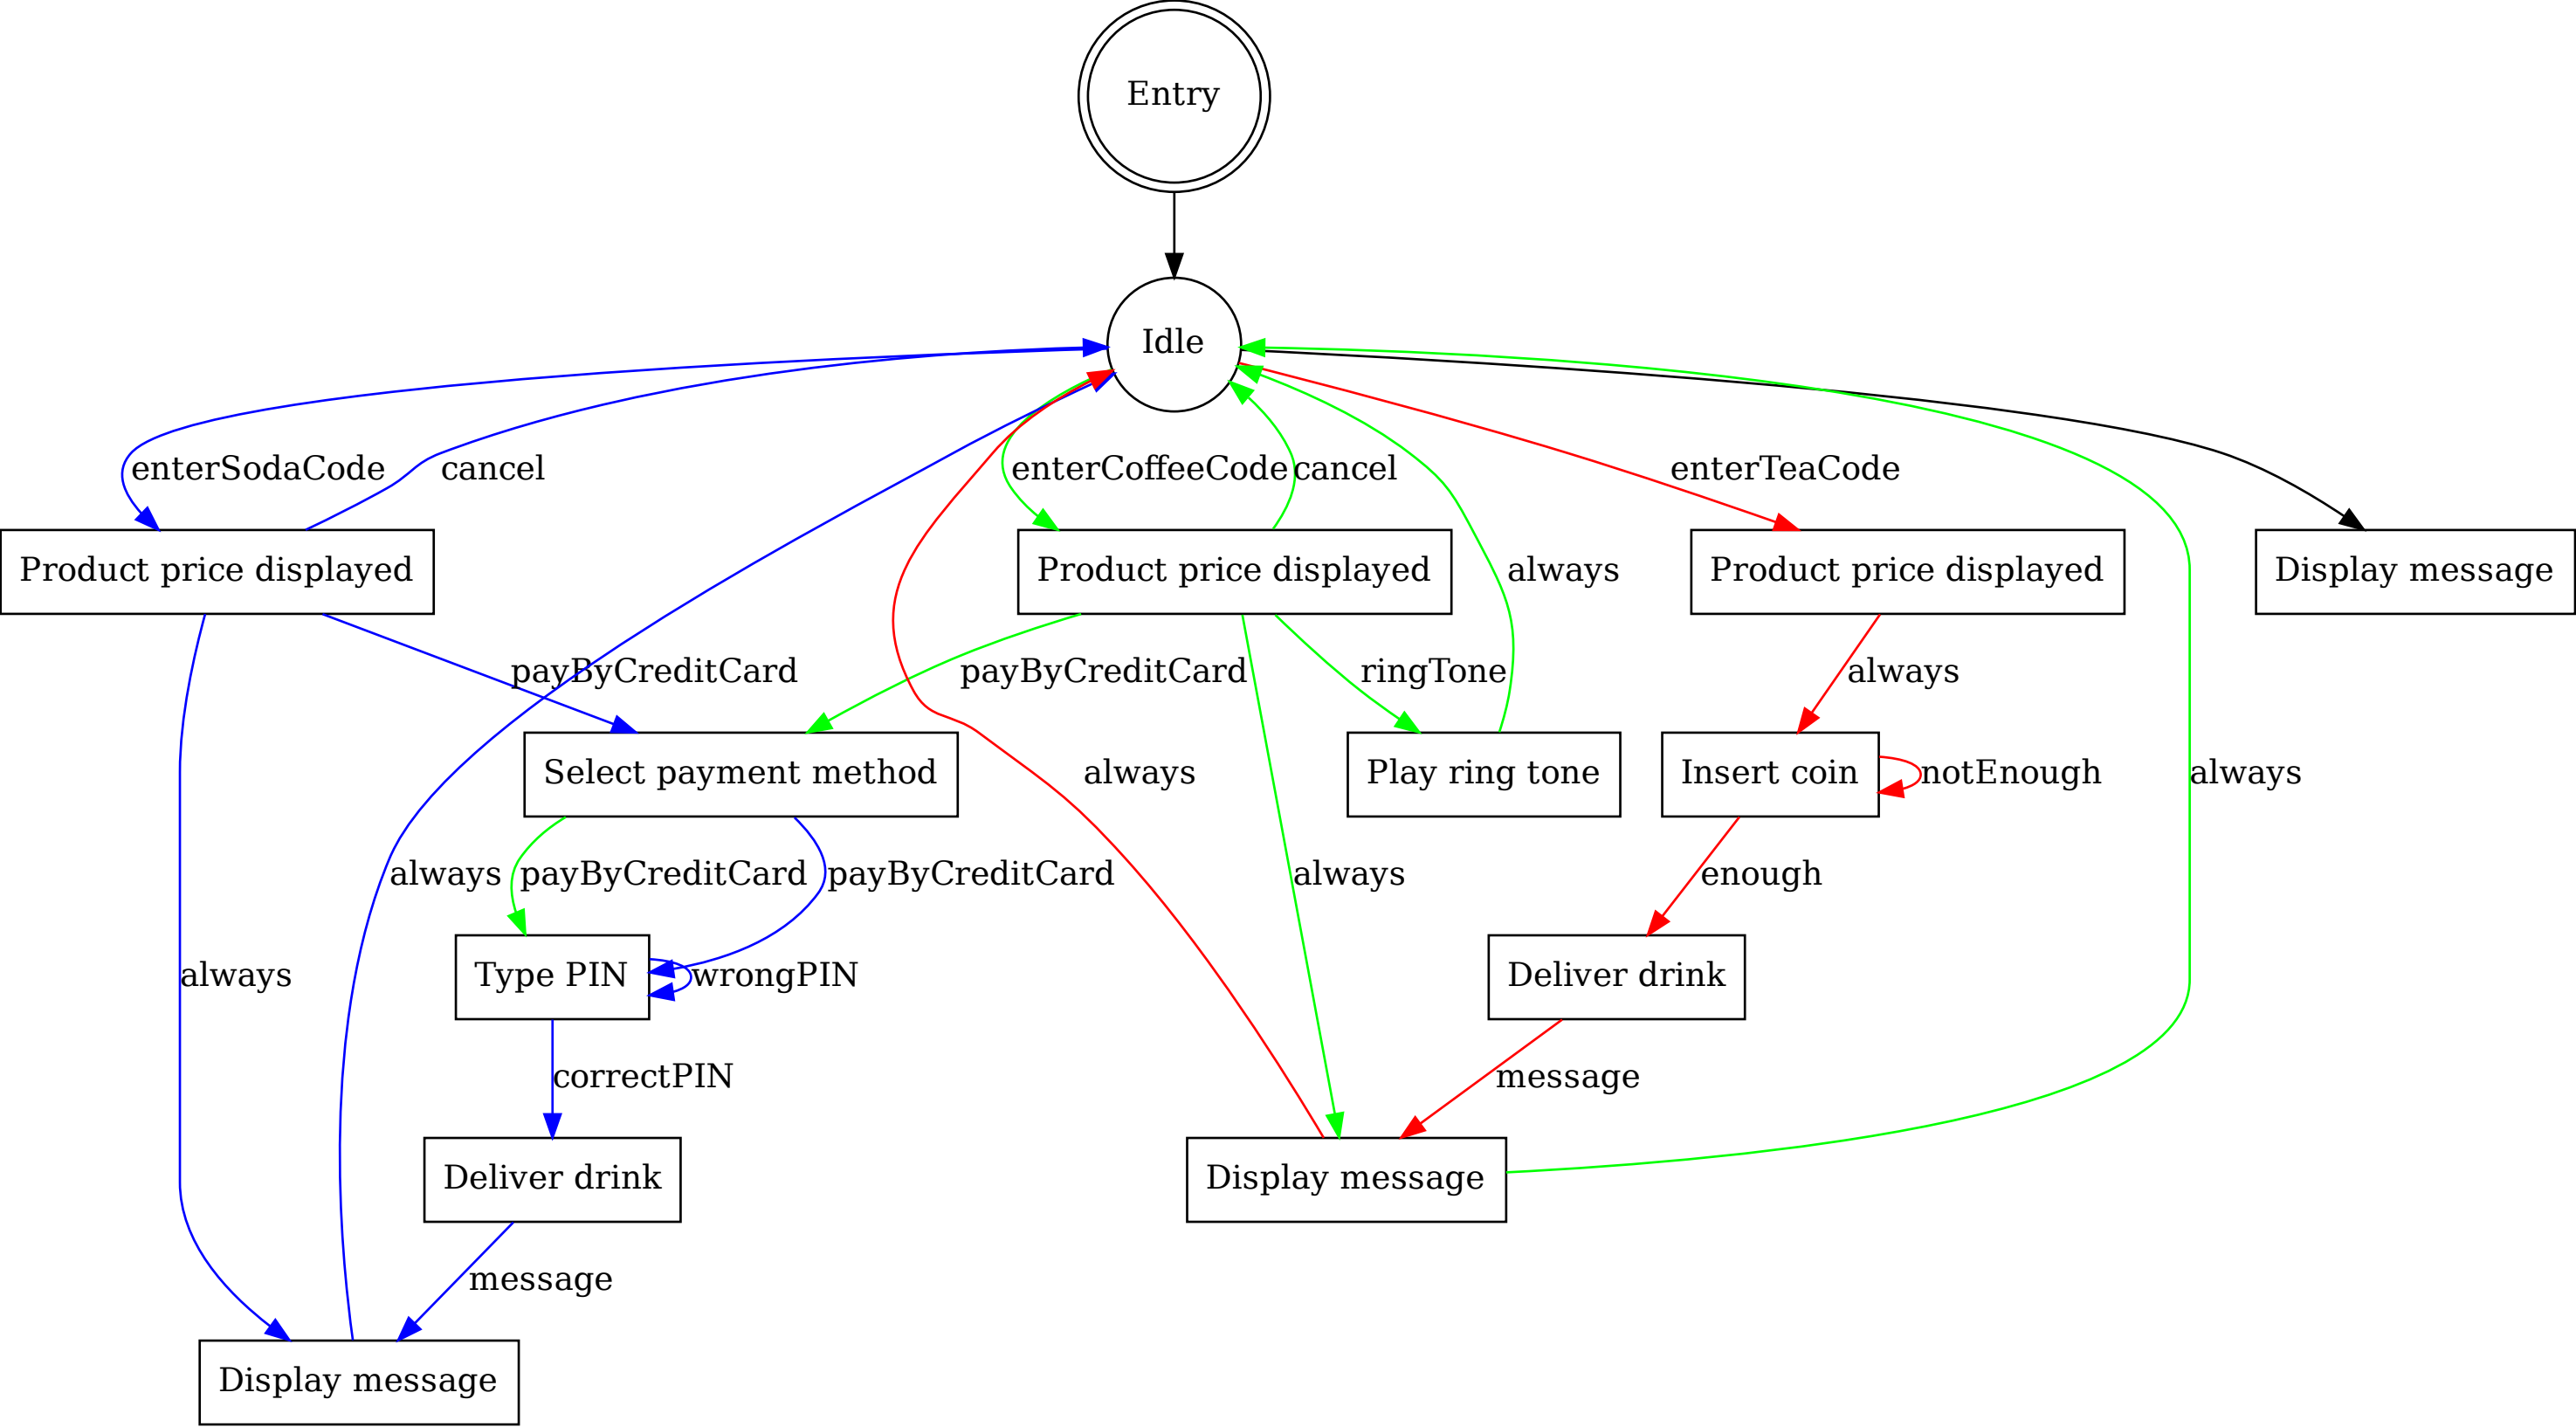 Entry
Idle
enterSodaCode
cancel
enterCoffeeCode
cancel
enterTeaCode
Product price displayed
Product price displayed
always
Product price displayed
Display message
payByCreditCard
payByCreditCard
ringTone
always
Select payment method
always
Play ring tone
Insert coin
notEnough
always
always
payByCreditCard
payByCreditCard
always
enough
always
Type PIN
wrongPIN
Deliver drink
correctPIN
message
Deliver drink
Display message
message
Display message